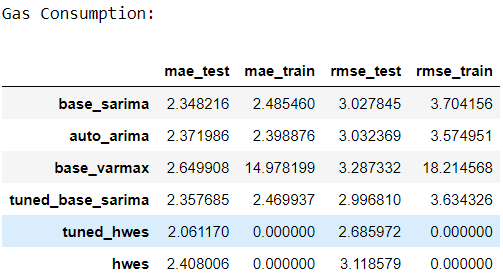 Gas Consumption:
mae_test mae_train rmse_test rmse_train
base_sarima 2.348216 2.485460 3.027845 3.704156
auto_arima 2.371986 2.398876 3.032369 3.574951
base_varmax 2.649908 14.978199 3.287332 18.214568
tuned_base_sarima 2.357685 2.469937 2.996810 3.634326
tuned_hwes 2.061170 0.000000 2.685972 0.000000
hwes 2.408006 0.000000 3.118579 0.000000